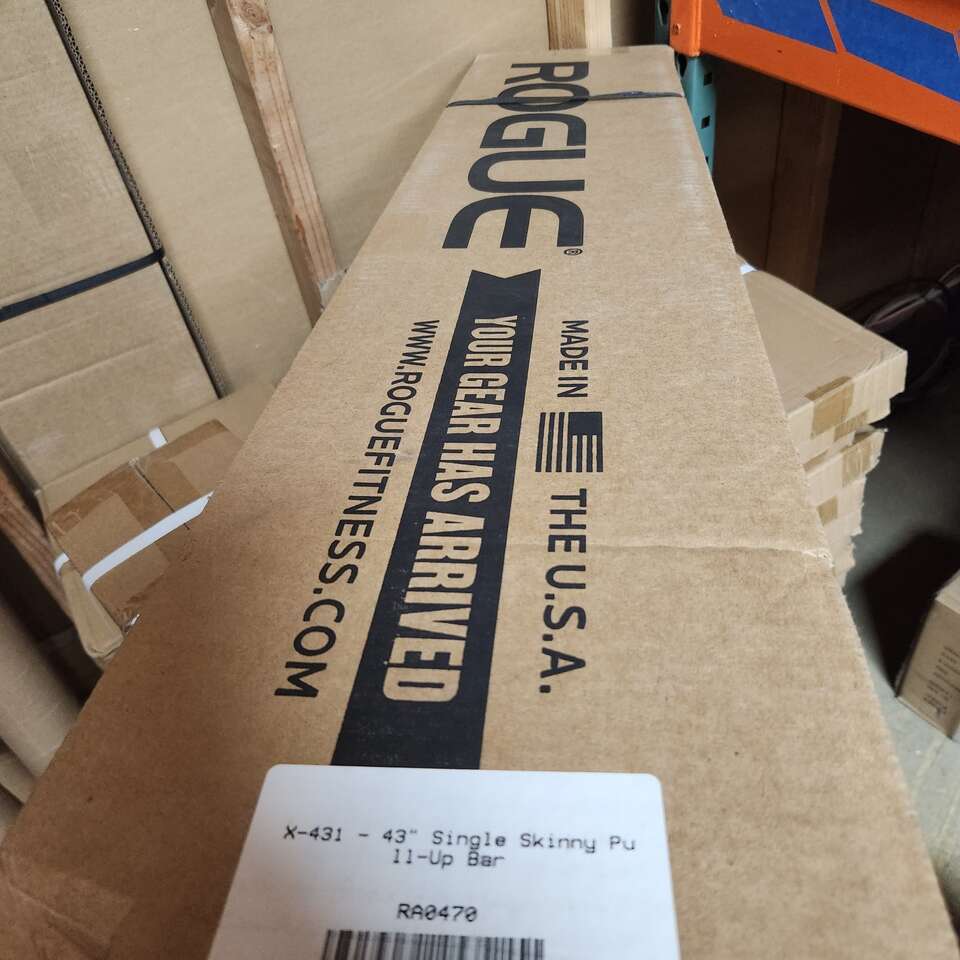 ROGUE®
MADE IN THE U.S.A.
YOUR GEAR HAS ARRIVED
WWW.ROGUEFITNESS.COM
X-431 - 43" Single Skinny Pu
ll-Up Bar
RA0470